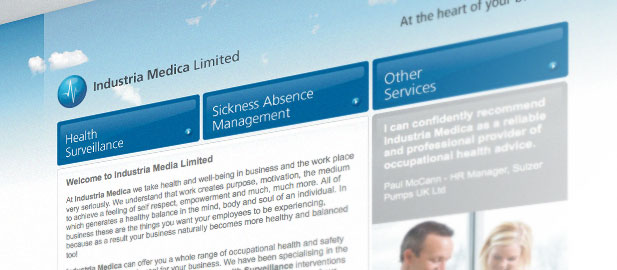 At the heart of your
Industria Medica Limited
Health
Surveillance
Sickness Absence
Management
Other
Services
Welcome to Industria Media Limited
At Industria Medica we take health and well-being in business and the work place
very seriously. We understand that work creates purpose, motivation, the medium
to achieve a feeling of self respect, empowerment and much, much more. All of
which generates a healthy balance in the mind, body and soul of an individual. In
business these are the things you want your employees to be experiencing,
because as a result your business naturally becomes more healthy and balanced
too!
Industria Medica can offer you a whole range of occupational health and safety
for your business. We have been specialising in the
Surveillance interventions
I can confidently recommend
Industria Medica as a reliable
and professional provider of
occupational health advice.
Paul McCann - HR Manager, Sulzer
Pumps UK Ltd